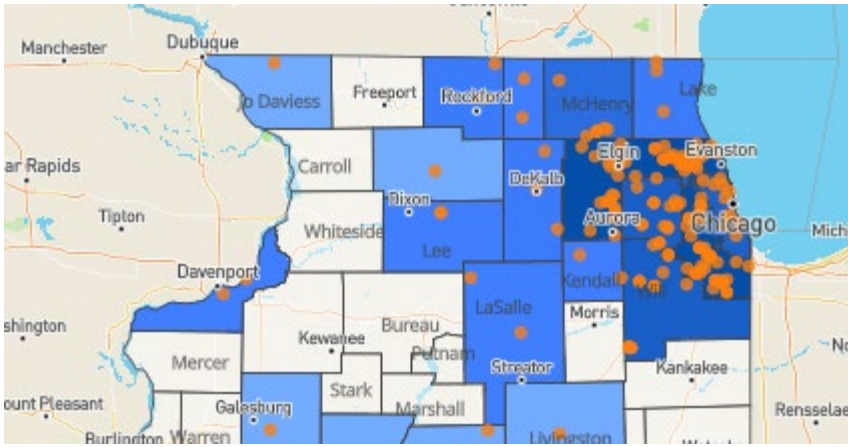 Manchester
Dubuque
Jo Daviess
Freeport
Rockford
McHenry
Lake
ar Rapids
Carroll
Elgin
Evanston
Dixon
DeKalb
Tipton
Whiteside
Lee
Aurora
Chicago
Michi
Davenport
Kendall
Will
LaSalle
Morris
shington
Bureau
Kewanee
Putnam
No
Mercer
Streator
Kankakee
Stark
ount Pleasant
Galesburg
Marshall
Rensselae
Burlington
Warren
Livingston